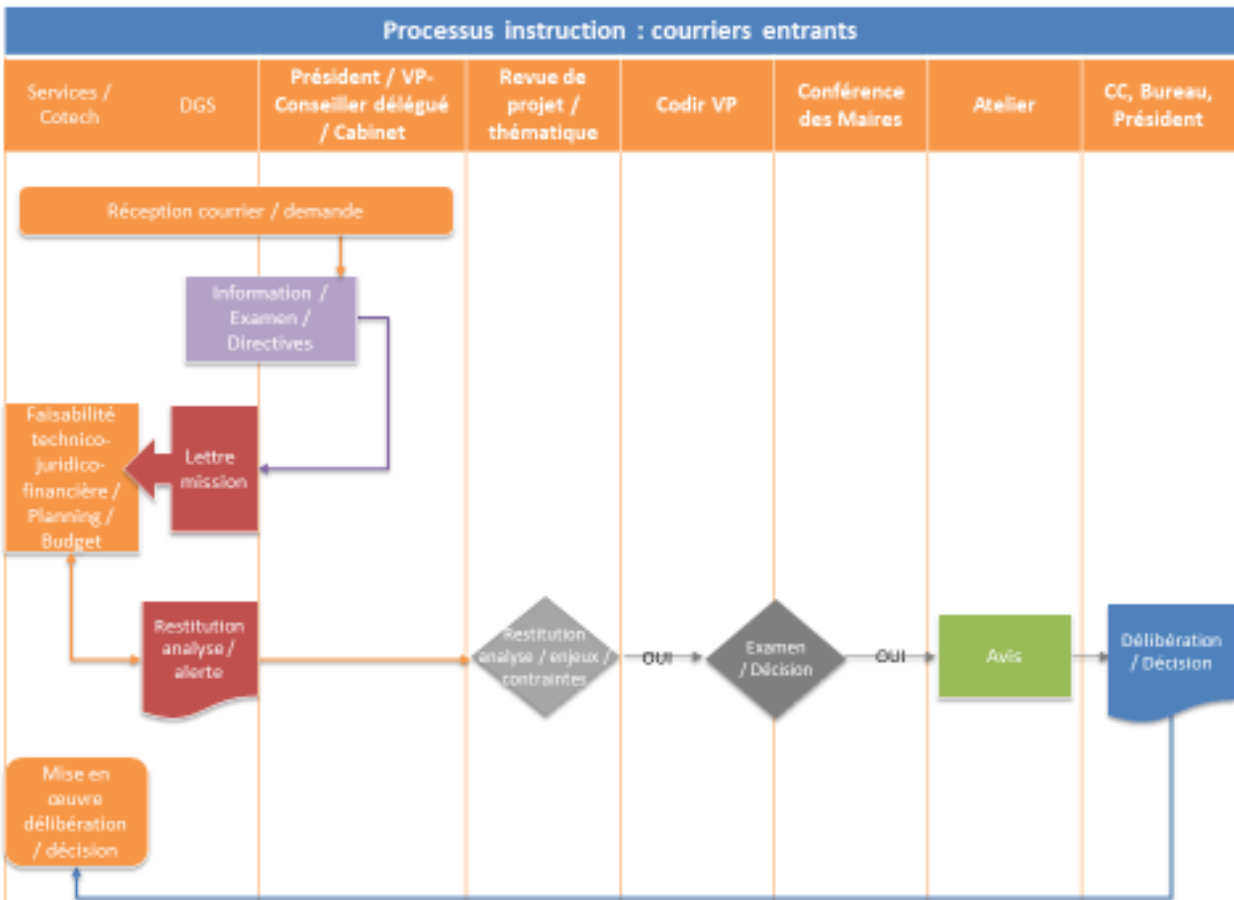 Processus instruction : courriers entrants
Services /
Cotech
DGS
Président / VP-
Conseiller délégué
/ Cabinet
Revue de
projet /
thématique
Codir VP
Conférence
des Maires
Atelier
CC, Bureau,
Président
Réception courrier / demande
Information /
Examen /
Directives
Faisabilité
technico-
juridico-
financière /
Planning /
Budget
Lettre
mission
Restitution
analyse /
alerte
Restitution
analyse / enjeux /
contraintes
OUI
Examen
/ Décision
OUI
Avis
Délibération
/ Décision
Mise en
œuvre
délibération
/ décision